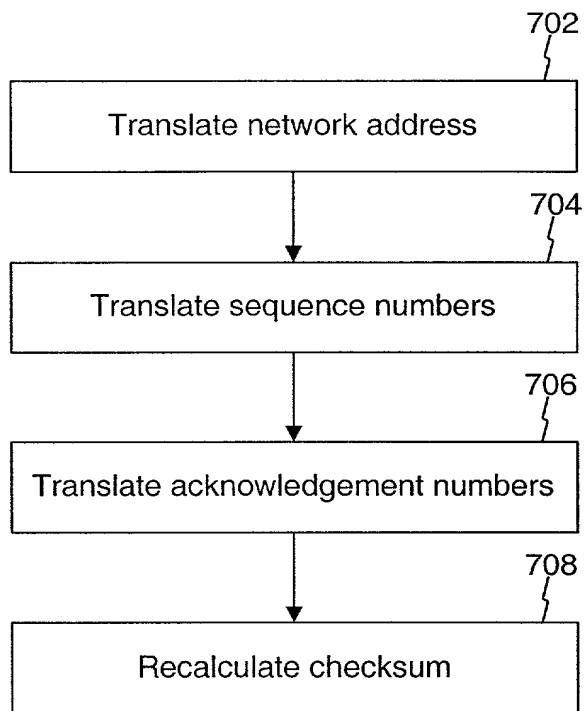 702
Translate network address
704
Translate sequence numbers
706
Translate acknowledgement numbers
708
Recalculate checksum